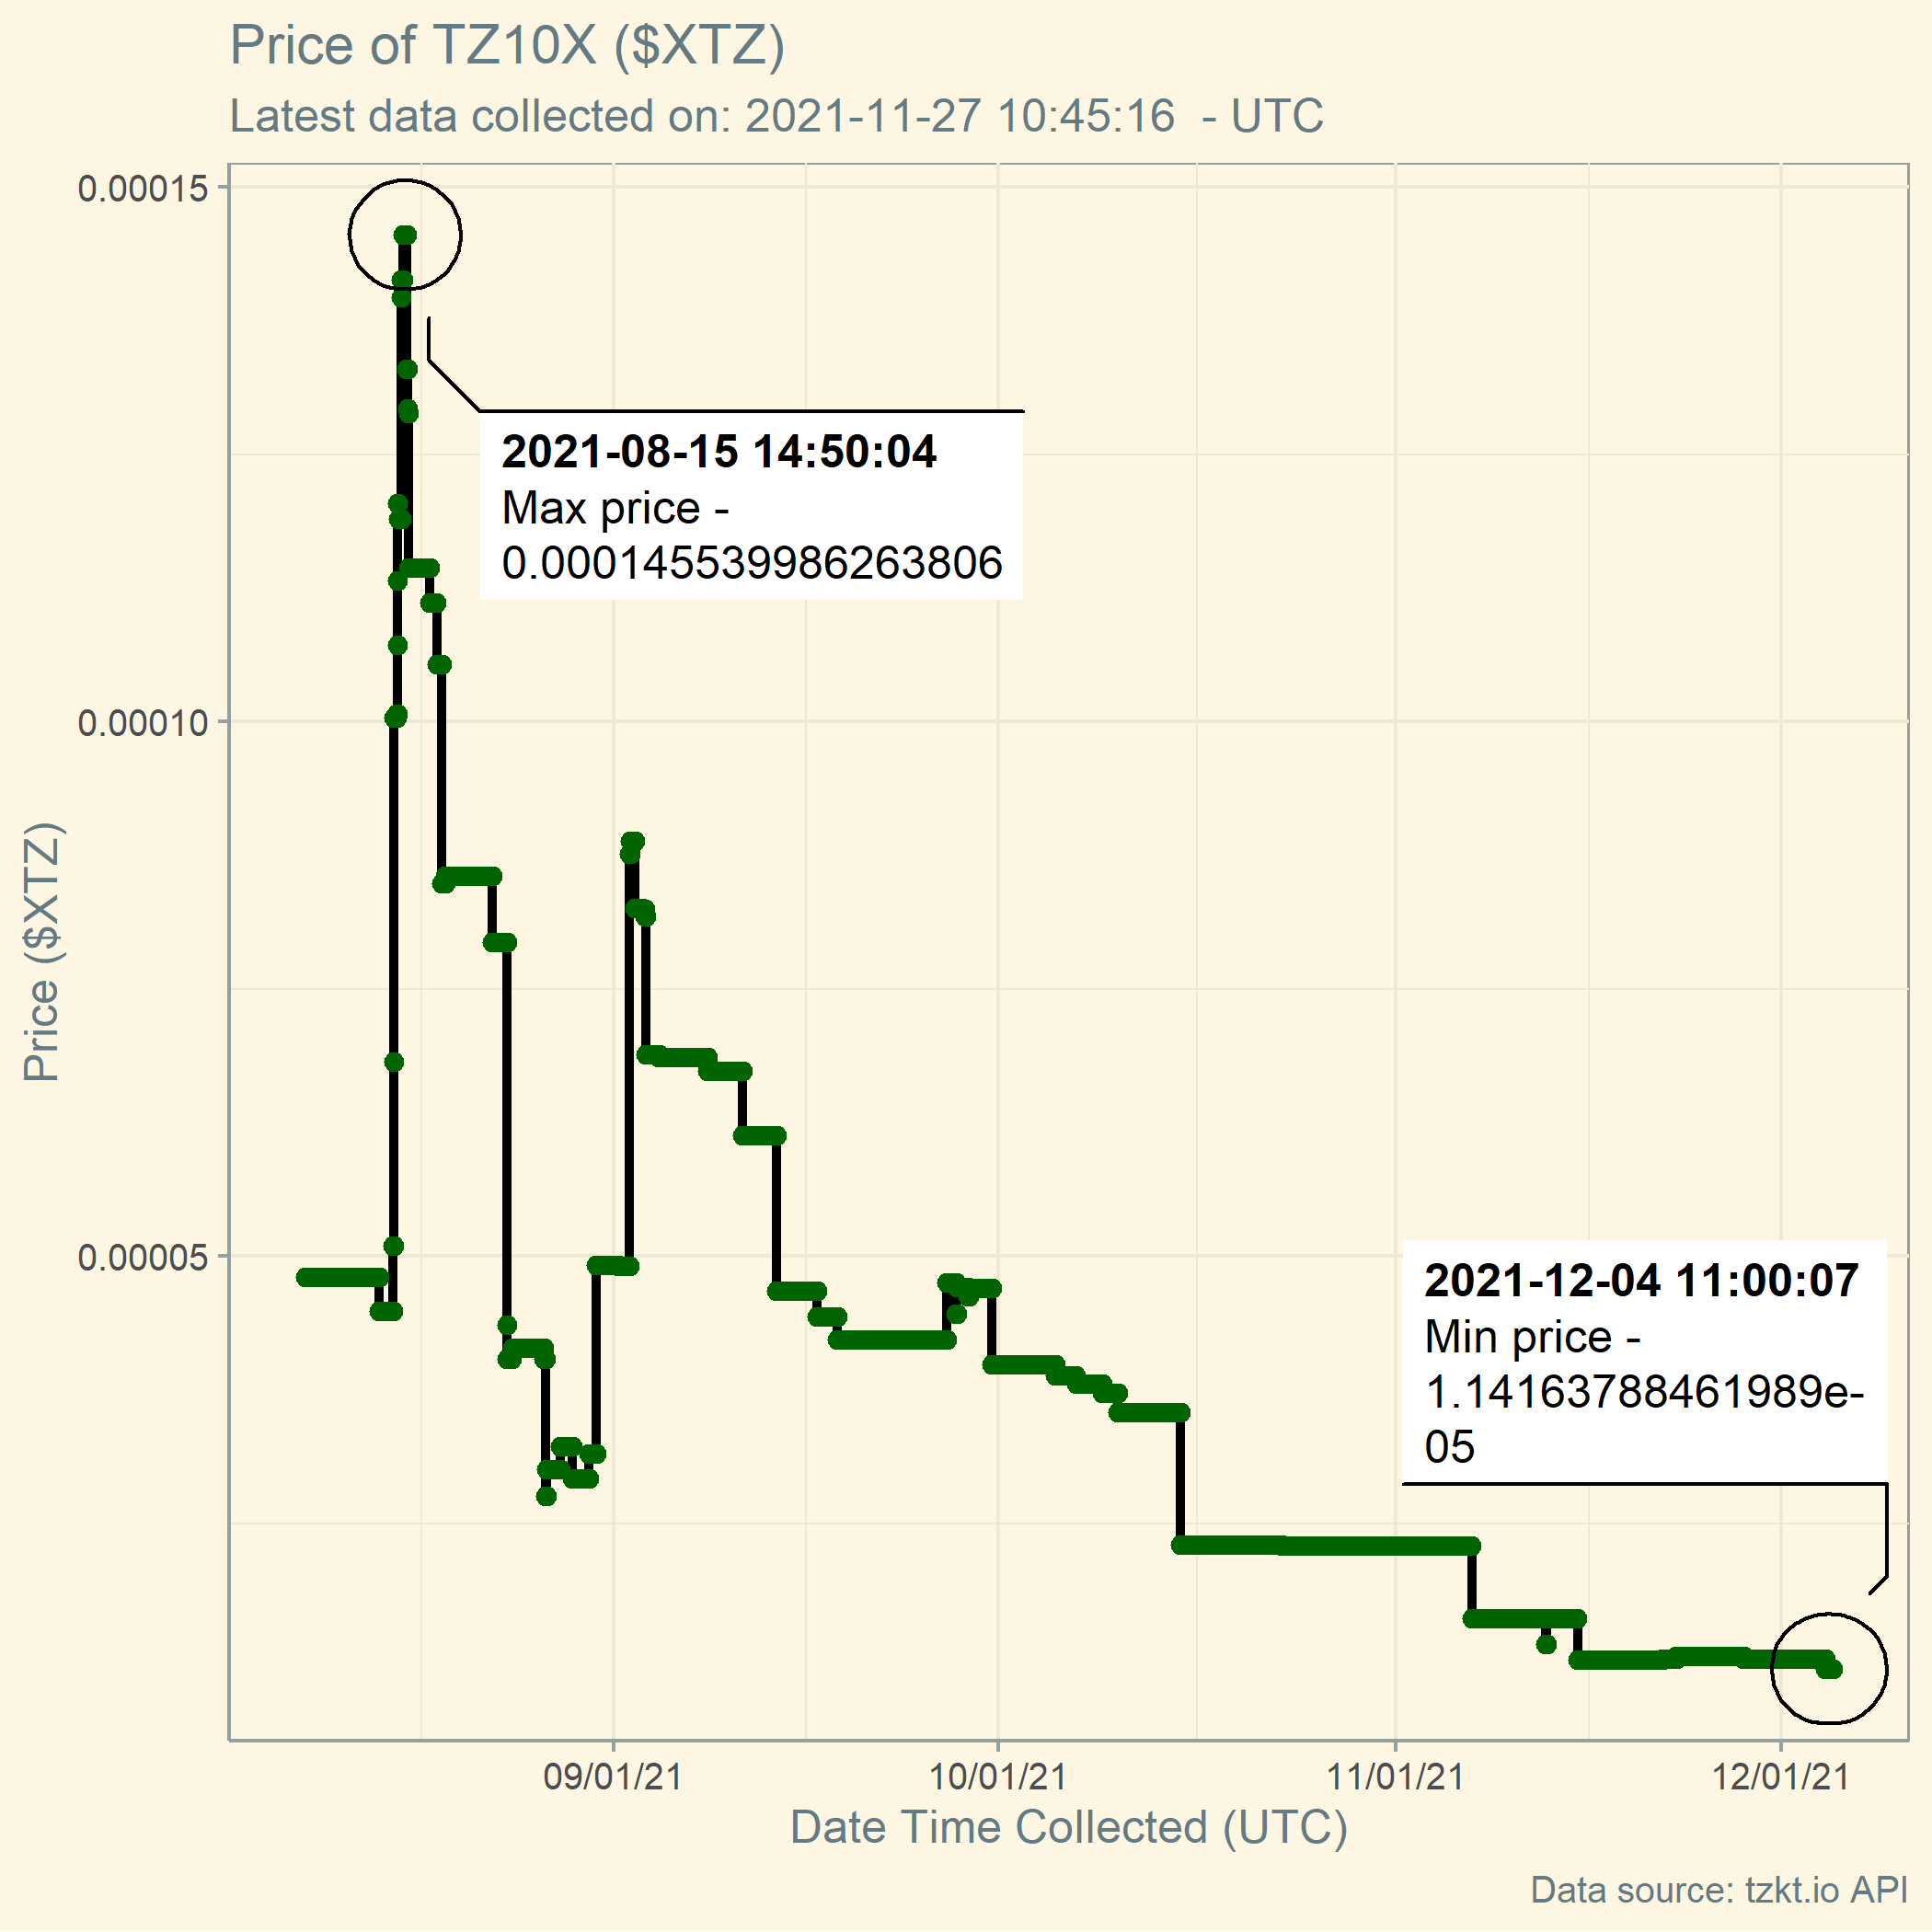 Price of TZ10X ($XTZ)
Latest data collected on: 2021-11-27 10:45:16  - UTC
0.00015
0.00010
0.00005
Price ($XTZ)
2021-08-15 14:50:04
Max price -
0.000145539986263806
2021-12-04 11:00:07
Min price -
1.14163788461989e-
05
09/01/21
10/01/21
11/01/21
12/01/21
Date Time Collected (UTC)
Data source: tzkt.io API